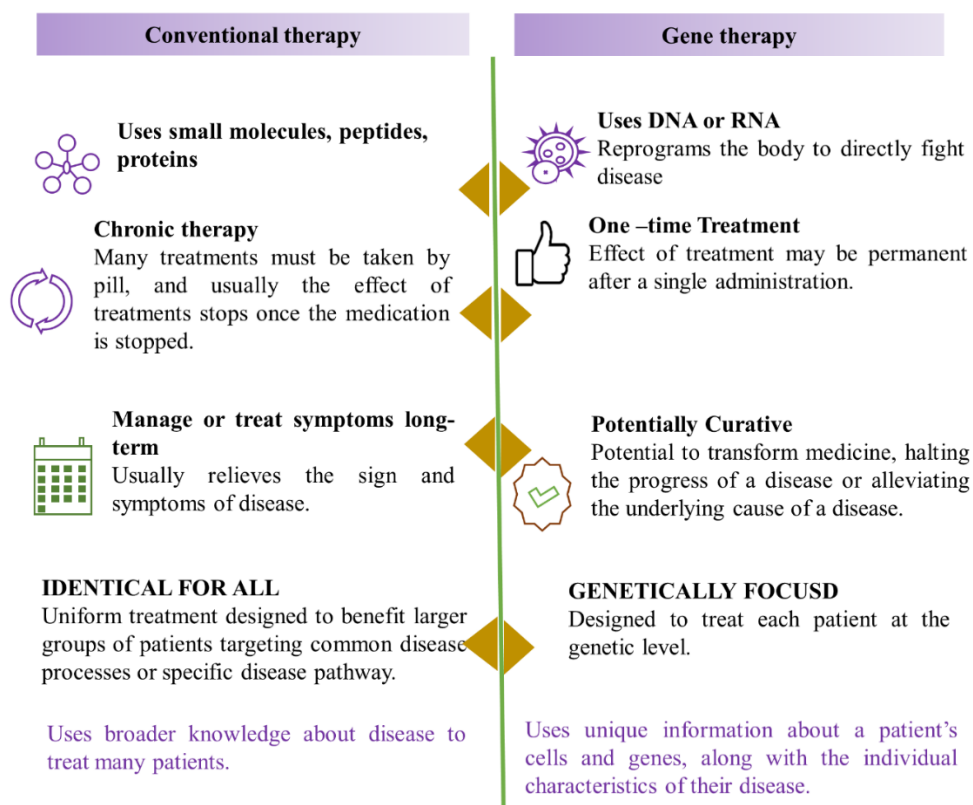 Conventional therapy
Uses small molecules, peptides,
proteins
Chronic therapy
Many treatments must be taken by
pill, and usually the effect of
treatments stops once the medication
is stopped.
Manage or treat symptoms long-
term
Usually relieves the sign and
symptoms of disease.
IDENTICAL FOR ALL
Uniform treatment designed to benefit larger
groups of patients targeting common disease
processes or specific disease pathway.
Uses broader knowledge about disease to
treat many patients.
Gene therapy
Uses DNA or RNA
Reprograms the body to directly fight
disease
One –time Treatment
Effect of treatment may be permanent
after a single administration.
Potentially Curative
Potential to transform medicine, halting
the progress of a disease or alleviating
the underlying cause of a disease.
GENETICALLY FOCUSD
Designed to treat each patient at the
genetic level.
Uses unique information about a patient’s
cells and genes, along with the individual
characteristics of their disease.